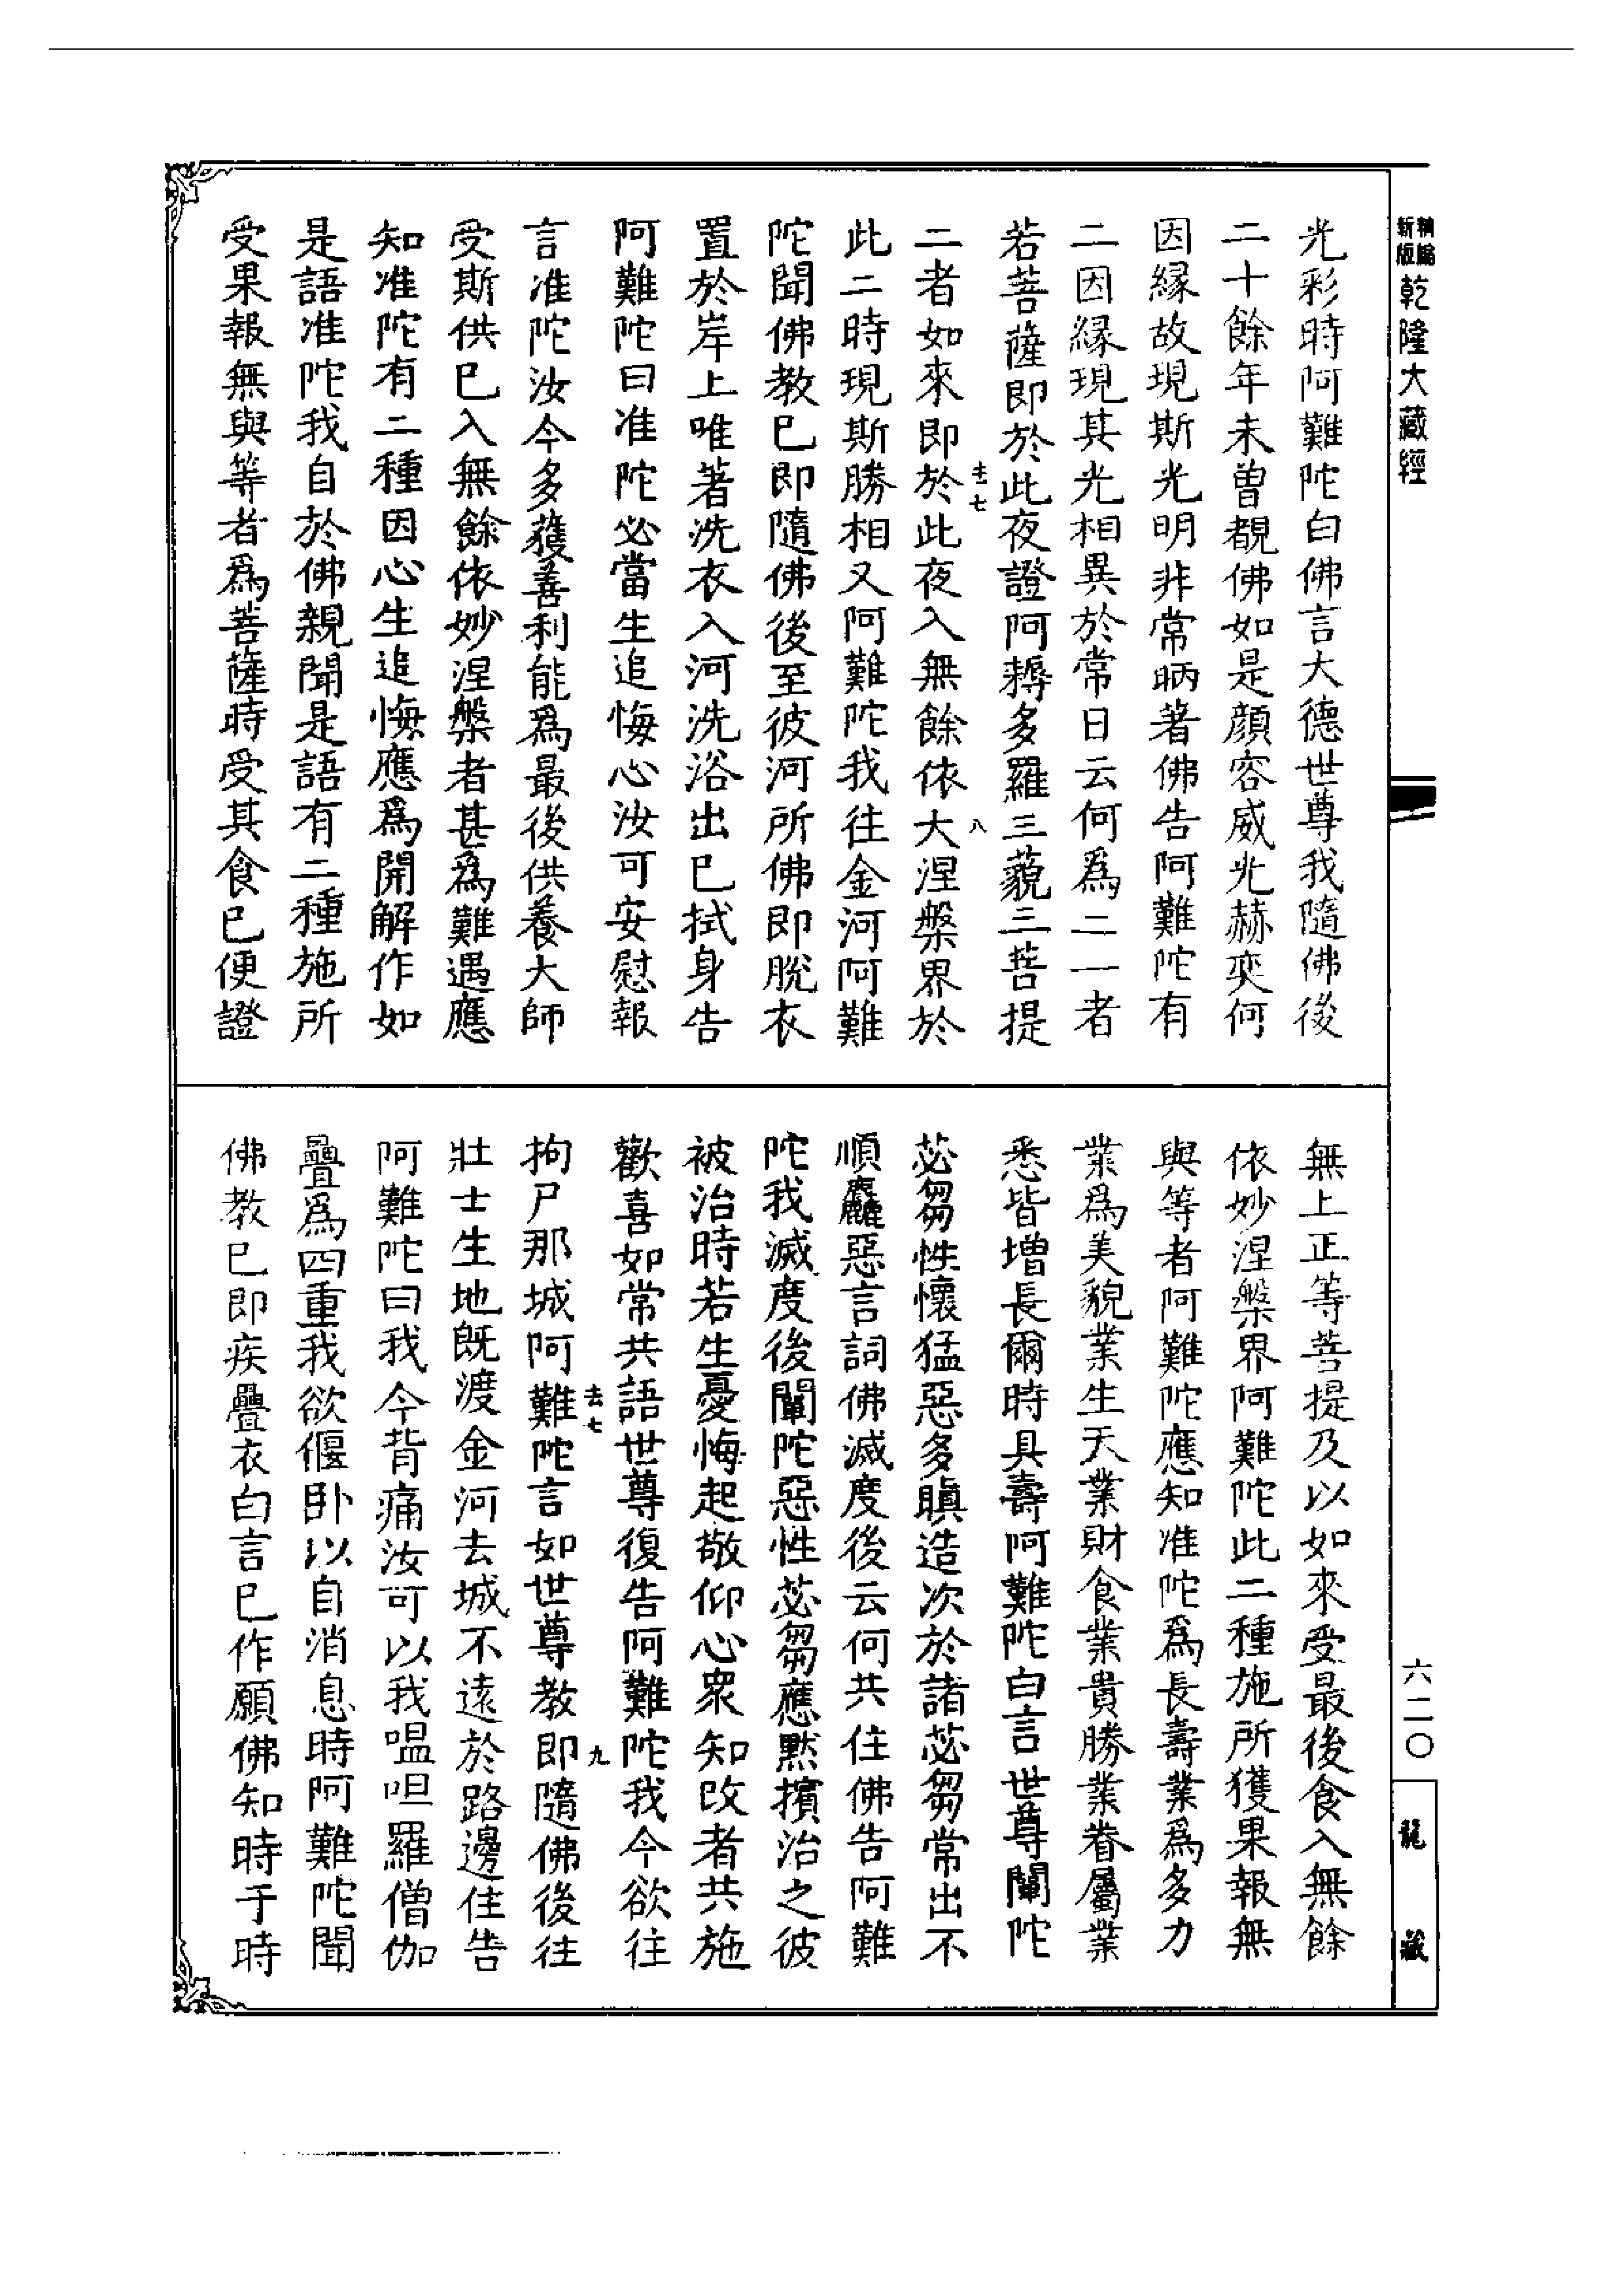 新編
縮版
乾隆大藏經
光彩時阿難陀白佛言大德世尊我隨佛後
二十餘年未曾覩佛如是顏容威光赫奕何
因緣故現斯光明非常昞著佛告阿難陀有
二因緣現其光相異於常日云何爲二一者
若菩薩即於此夜證阿耨多羅三藐三菩提
去七
八
二者如來即於此夜入無餘依大涅槃界於
此二時現斯勝相又阿難陀我往金河阿難
陀聞佛教已即隨佛後至彼河所佛即脫衣
置於岸上唯著洗衣入河洗浴出已拭身告
阿難陀曰准陀必當生追悔心汝可安慰報
言准陀汝今多獲善利能爲最後供養大師
受斯供已入無餘依妙涅槃者甚爲難遇應
知准陀有二種因心生追悔應爲開解作如
是語准陀我自於佛親聞是語有二種施所
受果報無與等者爲菩薩時受其食已便證
無上正等菩提及以如來受最後食入無餘
依妙涅槃界阿難陀此二種施所獲果報無
與等者阿難陀應知准陀爲長壽業爲多力
業爲美貌業生天業財食業貴勝業眷屬業
悉皆增長爾時具壽阿難陀白言世尊闡陀
苾芻性懷猛惡多瞋造次於諸苾芻常出不
順麤惡言詞佛滅度後云何共住佛告阿難
陀我滅度後闡陀惡性苾芻應默擯治之彼
被治時若生憂悔起敬仰心衆知改者共施
歡喜如常共語世尊復告阿難陀我今欲往
去七
九
拘尸那城阿難陀言如世尊教即隨佛後往
壯士生地既渡金河去城不遠於路邊住告
阿難陀曰我今背痛汝可以我嗢呾羅僧伽
疊爲四重我欲偃卧以自消息時阿難陀聞
佛教已即疾疊衣白言已作願佛知時于時
六二〇
龍藏